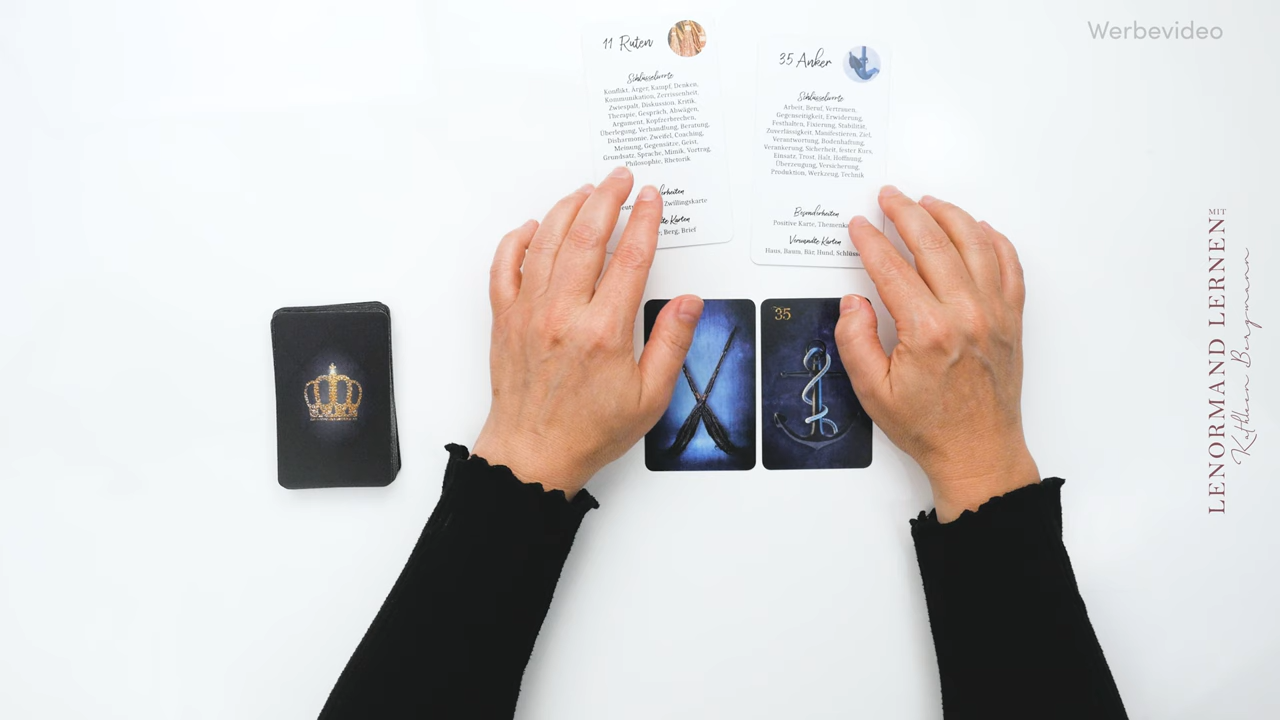 Werbevideo
11 Ruten
Schlüsselworte
Konflikt, Ärger, Kampf, Denken,
Kommunikation, Zerrissenheit,
Zwiespalt, Diskussion, Kritik,
Therapie, Gespräch, Abwägen,
Argument, Kopfzerbrechen,
Überlegung, Verhandlung, Beratung,
Disharmonie, Zweifel, Coaching,
Meinung, Gegensätze, Geist,
Grundsatz, Sprache, Mimik, Vortrag,
Philosophie, Rhetorik
Zwillingskarte
Karten
Berg, Brief
35 Anker
Schlüsselworte
Arbeit, Beruf, Vertrauen,
Gegenseitigkeit, Erwiderung,
Festhalten, Fixierung, Stabilität,
Zuverlässigkeit, Manifestieren, Ziel,
Verantwortung, Bodenhaftung,
Verankerung, Sicherheit, fester Kurs,
Einsatz, Trost, Halt, Hoffnung,
Überzeugung, Versicherung,
Produktion, Werkzeug, Technik
Besonderheiten
Positive Karte,
Verwandte Karten
Haus, Baum, Bär, Hund,
35
LENORMAND LERNEN MIT
Kathleen Bergmann